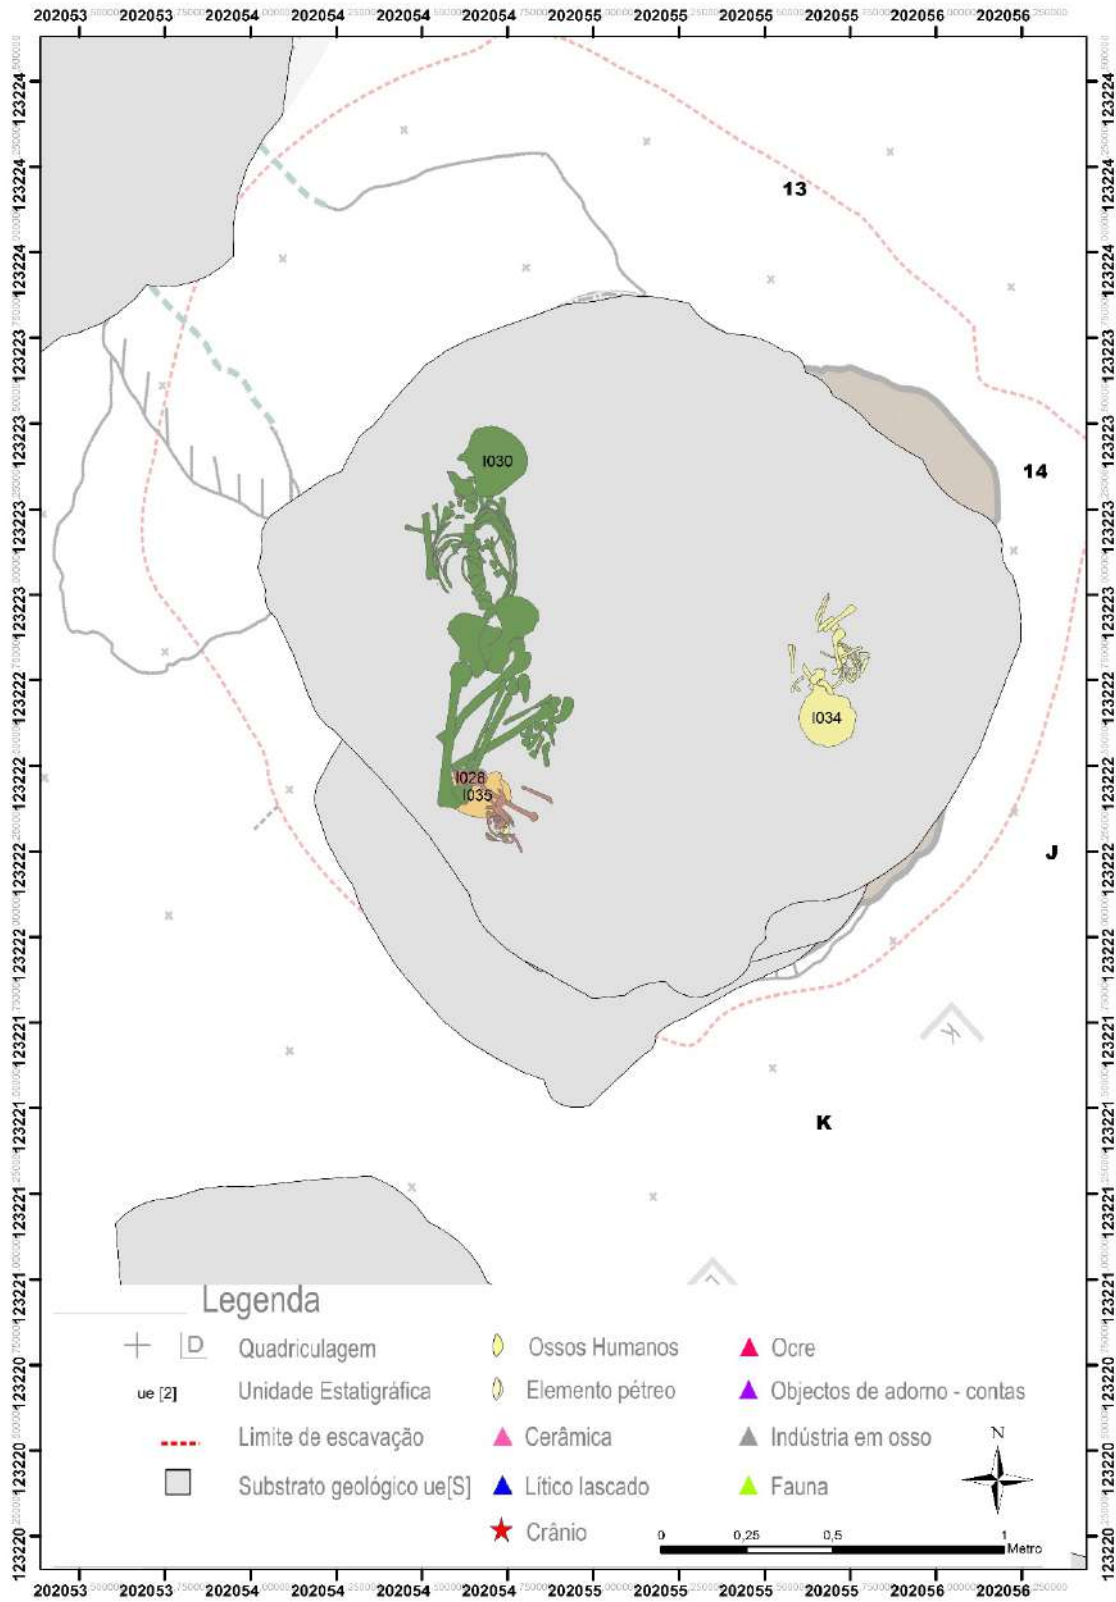 202053 202053 202054 202054 202054 202054 202055 202055 202055 202055 202056 202056
123224 123224 123224 123223 123223 123223 123223 123222 123222 123222 123222 123221 123221 123221 123221 123220 123220 123220
13
14
I030
I034
I028
I035
J
K
K
Legenda
D Quadriculagem
ue [2] Unidade Estatigráfica
Limite de escavação
Substrato geológico ue[S]
Ossos Humanos
Elemento pétreo
Cerâmica
Lítico lascado
Crânio
Ocre
Objectos de adorno - contas
Indústria em osso
Fauna
N
0 0,25 0,5 1
Metro
202053 202053 202054 202054 202054 202054 202055 202055 202055 202055 202056 202056